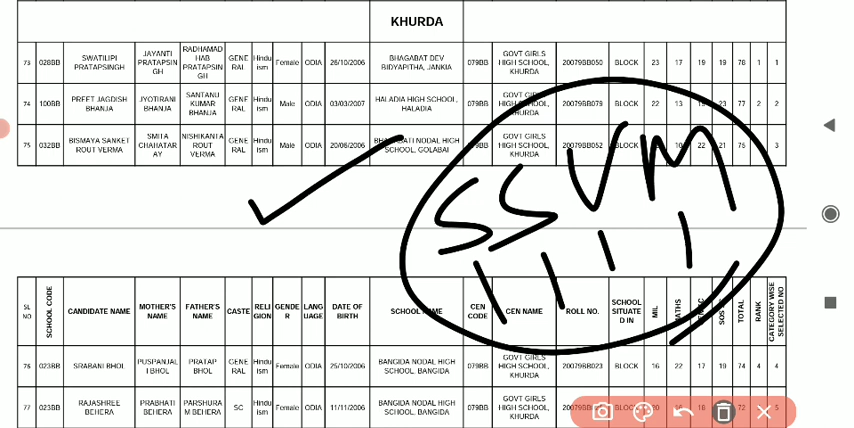 KHURDA
73 028BB SWATILIPI PRATAPSINGH JAYANTI PRATAPSINGH RADHAMADHAB PRATAPSINGH GENERAL Hinduism Female ODIA 26/10/2006 BHAGABAT DEV BIDYAPITHA, JANKIA 079BB GOVT GIRLS HIGH SCHOOL, KHURDA 20079BB050 BLOCK 23 17 19 19 78 1 1
74 100BB PREET JAGDISH BHANJA JYOTIRANI BHANJA SANTANU KUMAR BHANJA GENERAL Hinduism Male ODIA 03/03/2007 HALADIA HIGH SCHOOL, HALADIA 079BB GOVT GIRLS HIGH SCHOOL, KHURDA 20079BB079 BLOCK 22 13 23 77 2 2
75 032BB BISMAYA SANKET ROUT VERMA SMITA CHAHATARAY NISHIKANTA ROUT VERMA GENERAL Hinduism Male ODIA 20/06/2006 NODAL HIGH SCHOOL, GOLABAI GOVT GIRLS HIGH SCHOOL, KHURDA 20079BB052 BLOCK 22 21 75 3
SSVM
SL NO SCHOOL CODE CANDIDATE NAME MOTHER'S NAME FATHER'S NAME CASTE RELIGION GENDER LANGUAGE DATE OF BIRTH SCHOOL NAME CEN CODE CEN NAME ROLL NO. SCHOOL SITUATED IN MIL TOTAL RANK CATEGORY WISE SELECTED NO
76 023BB SRABANI BHOL PUSPANJALI BHOL PRATAP BHOL GENERAL Hinduism Female ODIA 25/10/2006 BANGIDA NODAL HIGH SCHOOL, BANGIDA 079BB GOVT GIRLS HIGH SCHOOL, KHURDA 20079BB023 BLOCK 16 22 17 19 74 4 4
77 023BB RAJASHREE BEHERA PRABHATI BEHERA PARSHURAM BEHERA SC Hinduism Female ODIA 11/11/2006 BANGIDA NODAL HIGH SCHOOL, BANGIDA 079BB GOVT GIRLS HIGH SCHOOL, KHURDA BLOCK 18 72 5